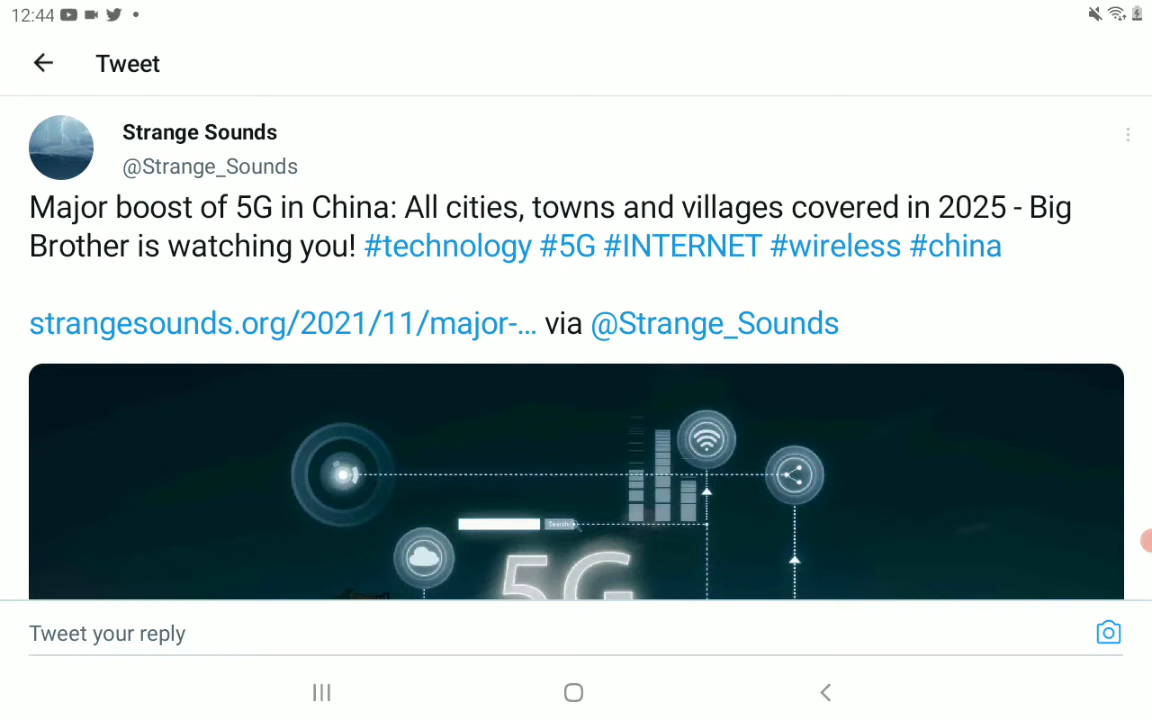 12:44
Tweet
Strange Sounds
@Strange_Sounds
Major boost of 5G in China: All cities, towns and villages covered in 2025 - Big
Brother is watching you! #technology #5G #INTERNET #wireless #china
strangesounds.org/2021/11/major-... via @Strange_Sounds
Search
5G
Tweet your reply